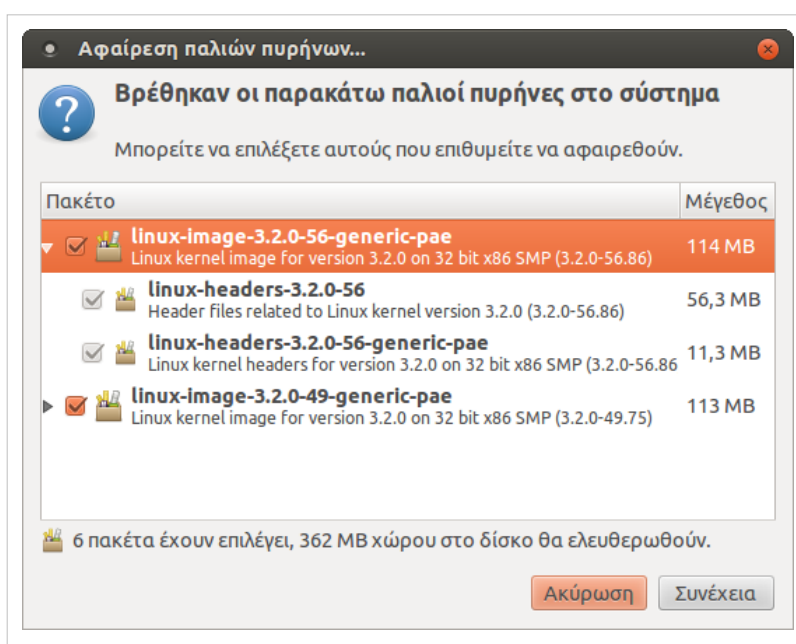 Αφαίρεση παλιών πυρήνων...
Βρέθηκαν οι παρακάτω παλιοί πυρήνες στο σύστημα
Μπορείτε να επιλέξετε αυτούς που επιθυμείτε να αφαιρεθούν.
Πακέτο Μέγεθος
linux-image-3.2.0-56-generic-pae
Linux kernel image for version 3.2.0 on 32 bit x86 SMP (3.2.0-56.86) 114 MB
linux-headers-3.2.0-56
Header files related to Linux kernel version 3.2.0 (3.2.0-56.86) 56,3 MB
linux-headers-3.2.0-56-generic-pae
Linux kernel headers for version 3.2.0 on 32 bit x86 SMP (3.2.0-56.86 11,3 MB
linux-image-3.2.0-49-generic-pae
Linux kernel image for version 3.2.0 on 32 bit x86 SMP (3.2.0-49.75) 113 MB
6 πακέτα έχουν επιλέγει, 362 MB χώρου στο δίσκο θα ελευθερωθούν.
Ακύρωση Συνέχεια